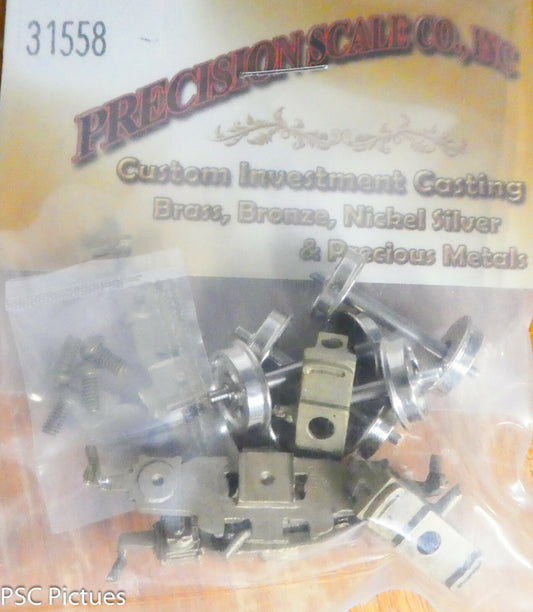 31558
PRECISION SCALE CO., INC.
Custom Investment Casting
Brass, Bronze, Nickel Silver
& Precious Metals
PSC Pictues